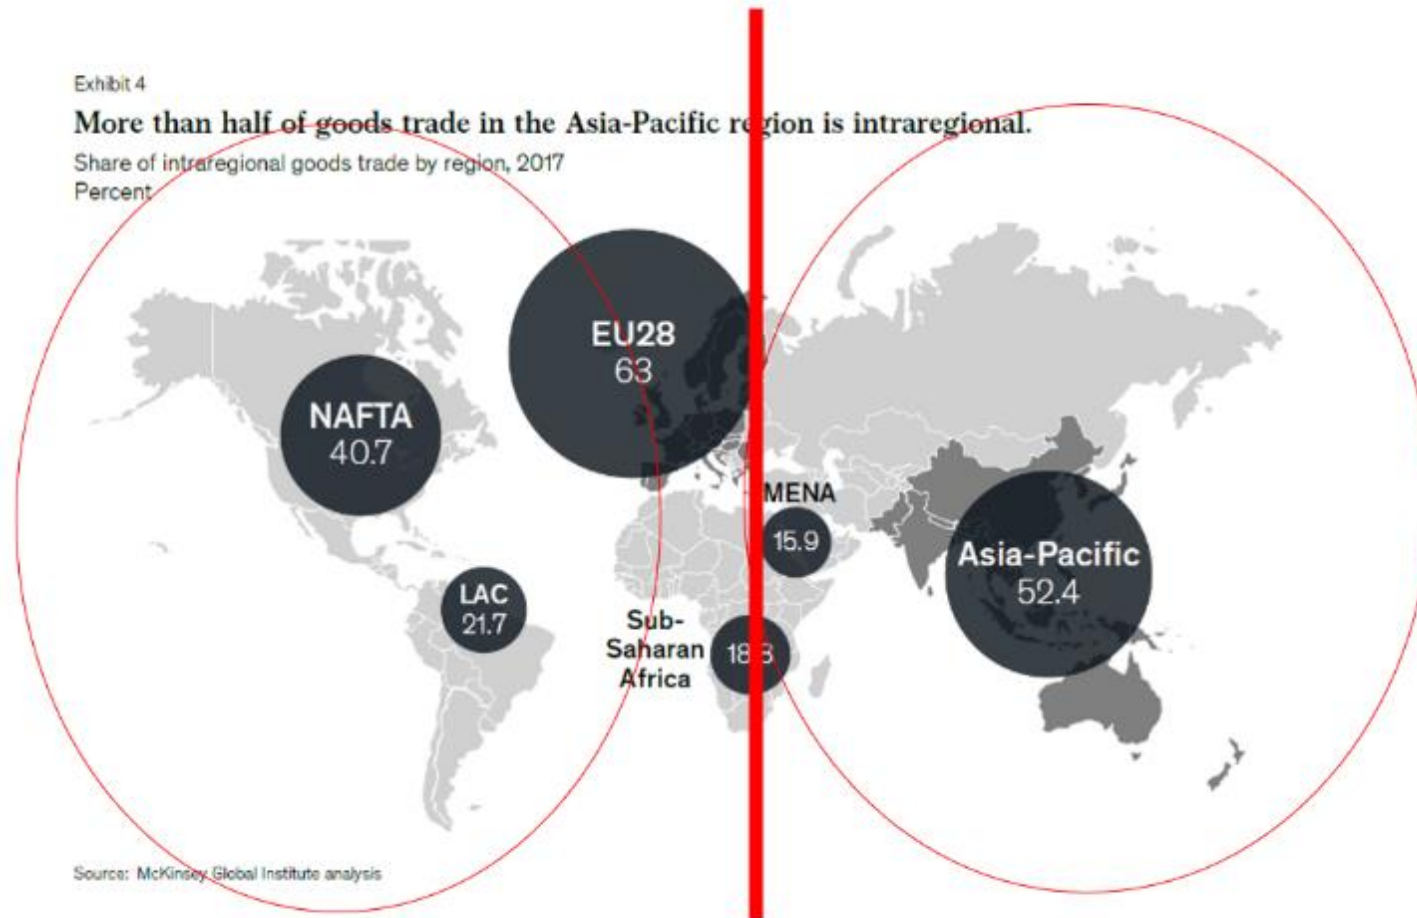 Exhibit 4
More than half of goods trade in the Asia-Pacific region is intraregional.
Share of intraregional goods trade by region, 2017
Percent
EU28
63
NAFTA
40.7
MENA
15.9
Asia-Pacific
52.4
LAC
21.7
Sub-
Saharan
Africa
18.8
Source: McKinsey Global Institute analysis